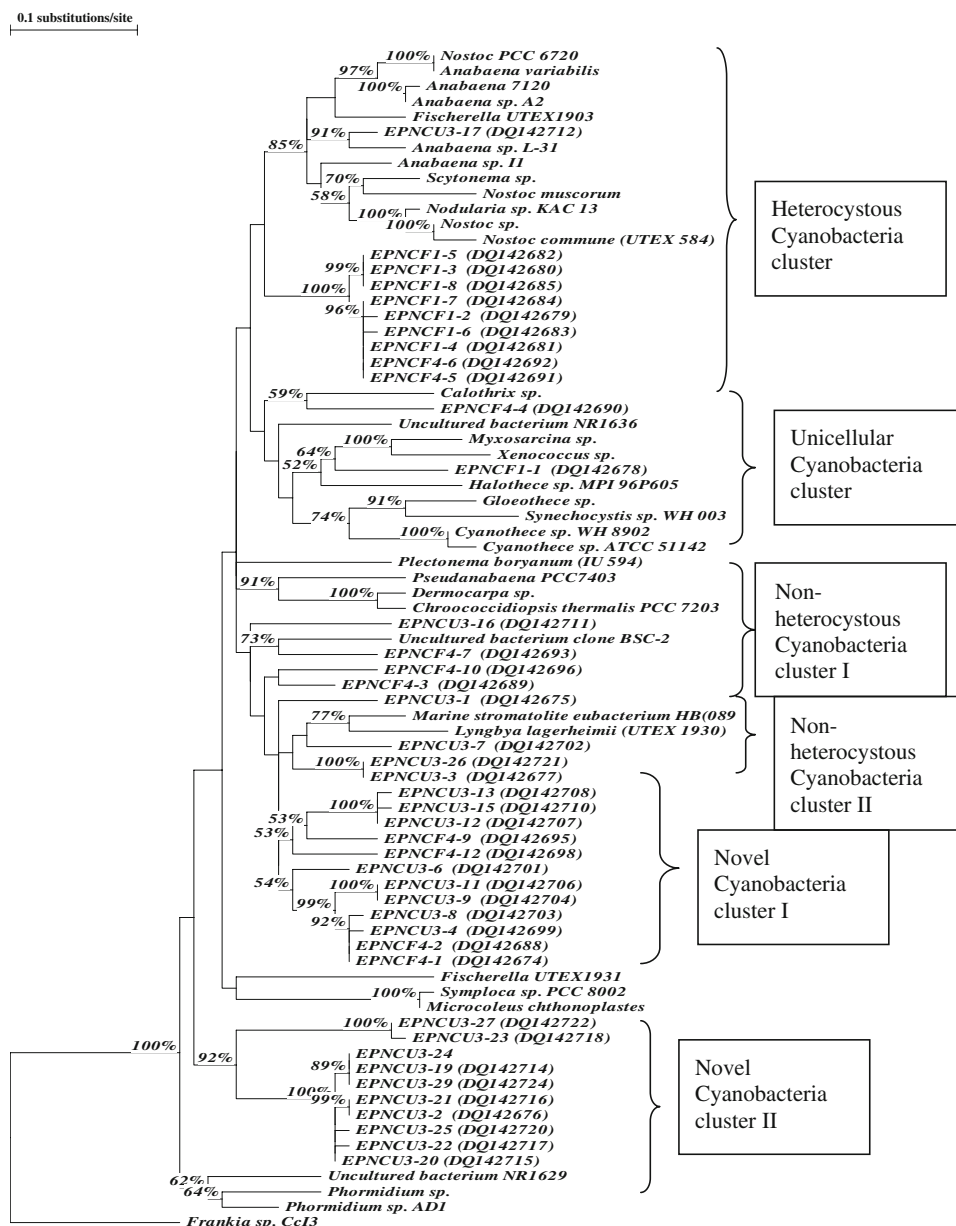 0.1 substitutions/site
100% Nostoc PCC 6720
97% Anabaena variabilis
100% Anabaena 7120
Anabaena sp. A2
Fischerella UTEX1903
91% EPNCU3-17 (DQ142712)
85% Anabaena sp. L-31
Anabaena sp. I1
70% Scytonema sp.
58% Nostoc muscorum
100% Nodularia sp. KAC 13
100% Nostoc sp.
Nostoc commune (UTEX 584)
EPNCF1-5 (DQ142682)
99% EPNCF1-3 (DQ142680)
100% EPNCF1-8 (DQ142685)
EPNCF1-7 (DQ142684)
96% EPNCF1-2 (DQ142679)
EPNCF1-6 (DQ142683)
EPNCF1-4 (DQ142681)
EPNCF4-6 (DQ142692)
EPNCF4-5 (DQ142691)
Heterocystous
Cyanobacteria
cluster
59% Calothrix sp.
EPNCF4-4 (DQ142690)
Uncultured bacterium NR1636
100% Myxosarcina sp.
64% Xenococcus sp.
52% EPNCF1-1 (DQ142678)
Halothece sp. MPI 96P605
91% Gloeothece sp.
74% Synechocystis sp. WH 003
100% Cyanothece sp. WH 8902
Cyanothece sp. ATCC 51142
Unicellular
Cyanobacteria
cluster
Plectonema boryanum (IU 594)
91% Pseudanabaena PCC7403
100% Dermocarpa sp.
Chroococcidiopsis thermalis PCC 7203
EPNCU3-16 (DQ142711)
73% Uncultured bacterium clone BSC-2
EPNCF4-7 (DQ142693)
EPNCF4-10 (DQ142696)
EPNCF4-3 (DQ142689)
Non-
heterocystous
Cyanobacteria
cluster I
EPNCU3-1 (DQ142675)
77% Marine stromatolite eubacterium HB(089
Lyngbya lagerheimii (UTEX 1930)
EPNCU3-7 (DQ142702)
100% EPNCU3-26 (DQ142721)
EPNCU3-3 (DQ142677)
Non-
heterocystous
Cyanobacteria
cluster II
EPNCU3-13 (DQ142708)
100% EPNCU3-15 (DQ142710)
53% EPNCU3-12 (DQ142707)
53% EPNCF4-9 (DQ142695)
EPNCF4-12 (DQ142698)
54% EPNCU3-6 (DQ142701)
100% EPNCU3-11 (DQ142706)
99% EPNCU3-9 (DQ142704)
92% EPNCU3-8 (DQ142703)
EPNCU3-4 (DQ142699)
EPNCF4-2 (DQ142688)
EPNCF4-1 (DQ142674)
Novel
Cyanobacteria
cluster I
Fischerella UTEX1931
100% Symploca sp. PCC 8002
Microcoleus chthonoplastes
100% EPNCU3-27 (DQ142722)
100% 92% EPNCU3-23 (DQ142718)
EPNCU3-24
89% EPNCU3-19 (DQ142714)
100% EPNCU3-29 (DQ142724)
99% EPNCU3-21 (DQ142716)
EPNCU3-2 (DQ142676)
EPNCU3-25 (DQ142720)
EPNCU3-22 (DQ142717)
EPNCU3-20 (DQ142715)
Novel
Cyanobacteria
cluster II
62% Uncultured bacterium NR1629
64% Phormidium sp.
Phormidium sp. AD1
Frankia sp. CcI3